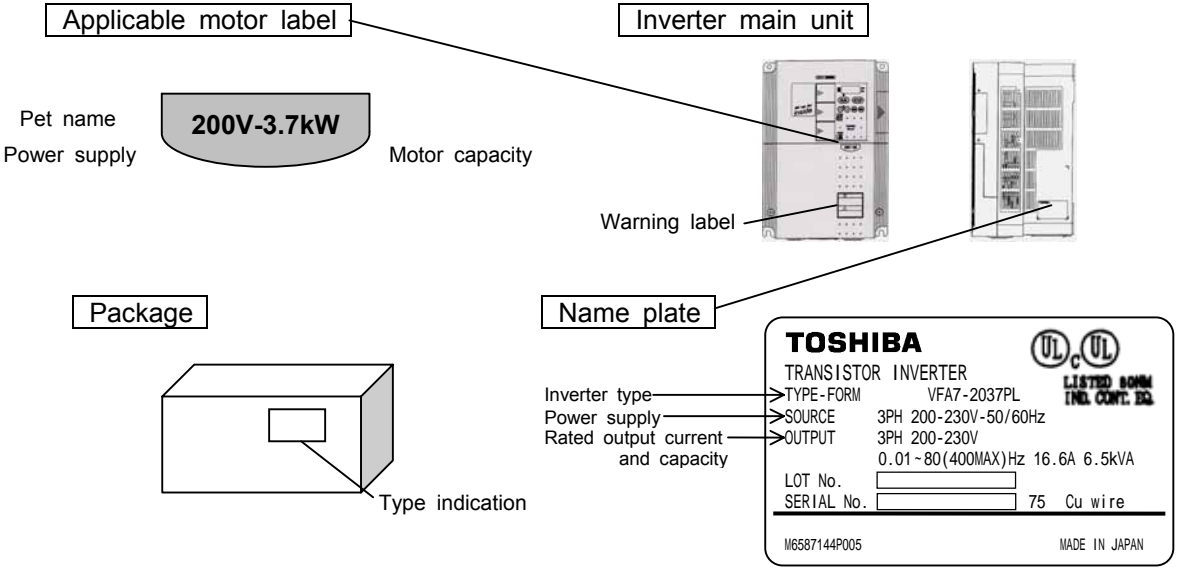 Applicable motor label
Inverter main unit
Pet name
Power supply
200V-3.7kW
Motor capacity
Warning label
Package
Type indication
Name plate
Inverter type
Power supply
Rated output current
and capacity
TOSHIBA
UL c UL
TRANSISTOR INVERTER
LISTED
IND. CONT. EQ.
TYPE-FORM VFA7-2037PL
SOURCE 3PH 200-230V-50/60Hz
OUTPUT 3PH 200-230V
0.01~80(400MAX)Hz 16.6A 6.5kVA
LOT No.
SERIAL No. 75 Cu wire
M6587144P005 MADE IN JAPAN